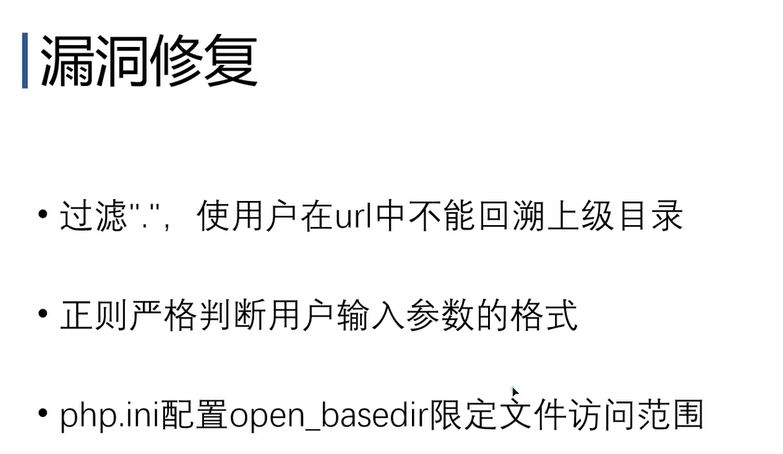 漏洞修复
• 过滤"."，使用户在url中不能回溯上级目录
• 正则严格判断用户输入参数的格式
• php.ini配置open_basedir限定文件访问范围